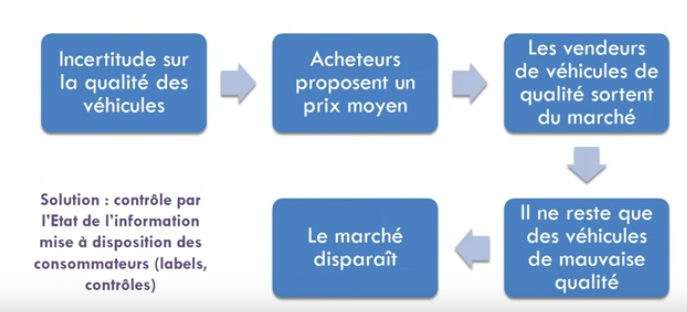 Incertitude sur
la qualité des
véhicules
Acheteurs
proposent un
prix moyen
Les vendeurs
de véhicules de
qualité sortent
du marché
Il ne reste que
des véhicules
de mauvaise
qualité
Le marché
disparaît
Solution : contrôle par
l'Etat de l'information
mise à disposition des
consommateurs (labels,
contrôles)